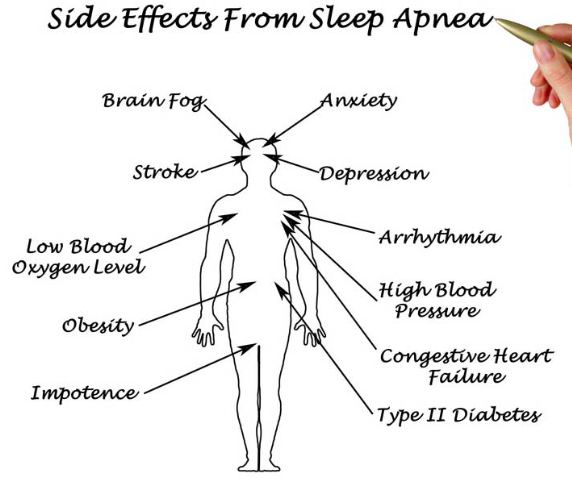 Side Effects From Sleep Apnea
Brain Fog
Anxiety
Stroke
Depression
Low Blood
Oxygen Level
Arrhythmia
High Blood
Pressure
Obesity
Congestive Heart
Failure
Impotence
Type II Diabetes